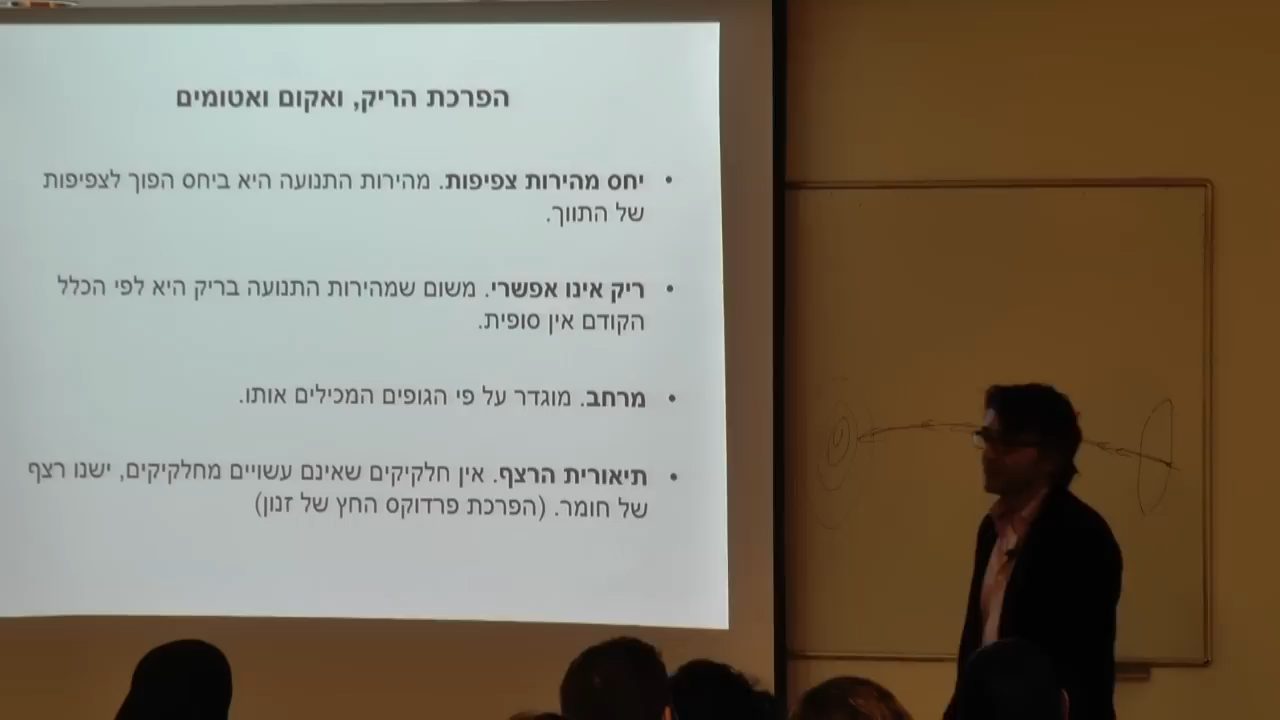 הפרכת הריק, ואקום ואטומים
• יחס מהירות צפיפות. מהירות התנועה היא ביחס הפוך לצפיפות
של התווך.
• ריק אינו אפשרי. משום שמהירות התנועה בריק היא לפי הכלל
הקודם אין סופית.
• מרחב. מוגדר על פי הגופים המכילים אותו.
• תיאורית הרצף. אין חלקיקים שאינם עשויים מחלקיקים, ישנו רצף
של חומר. (הפרכת פרדוקס החץ של זנון)